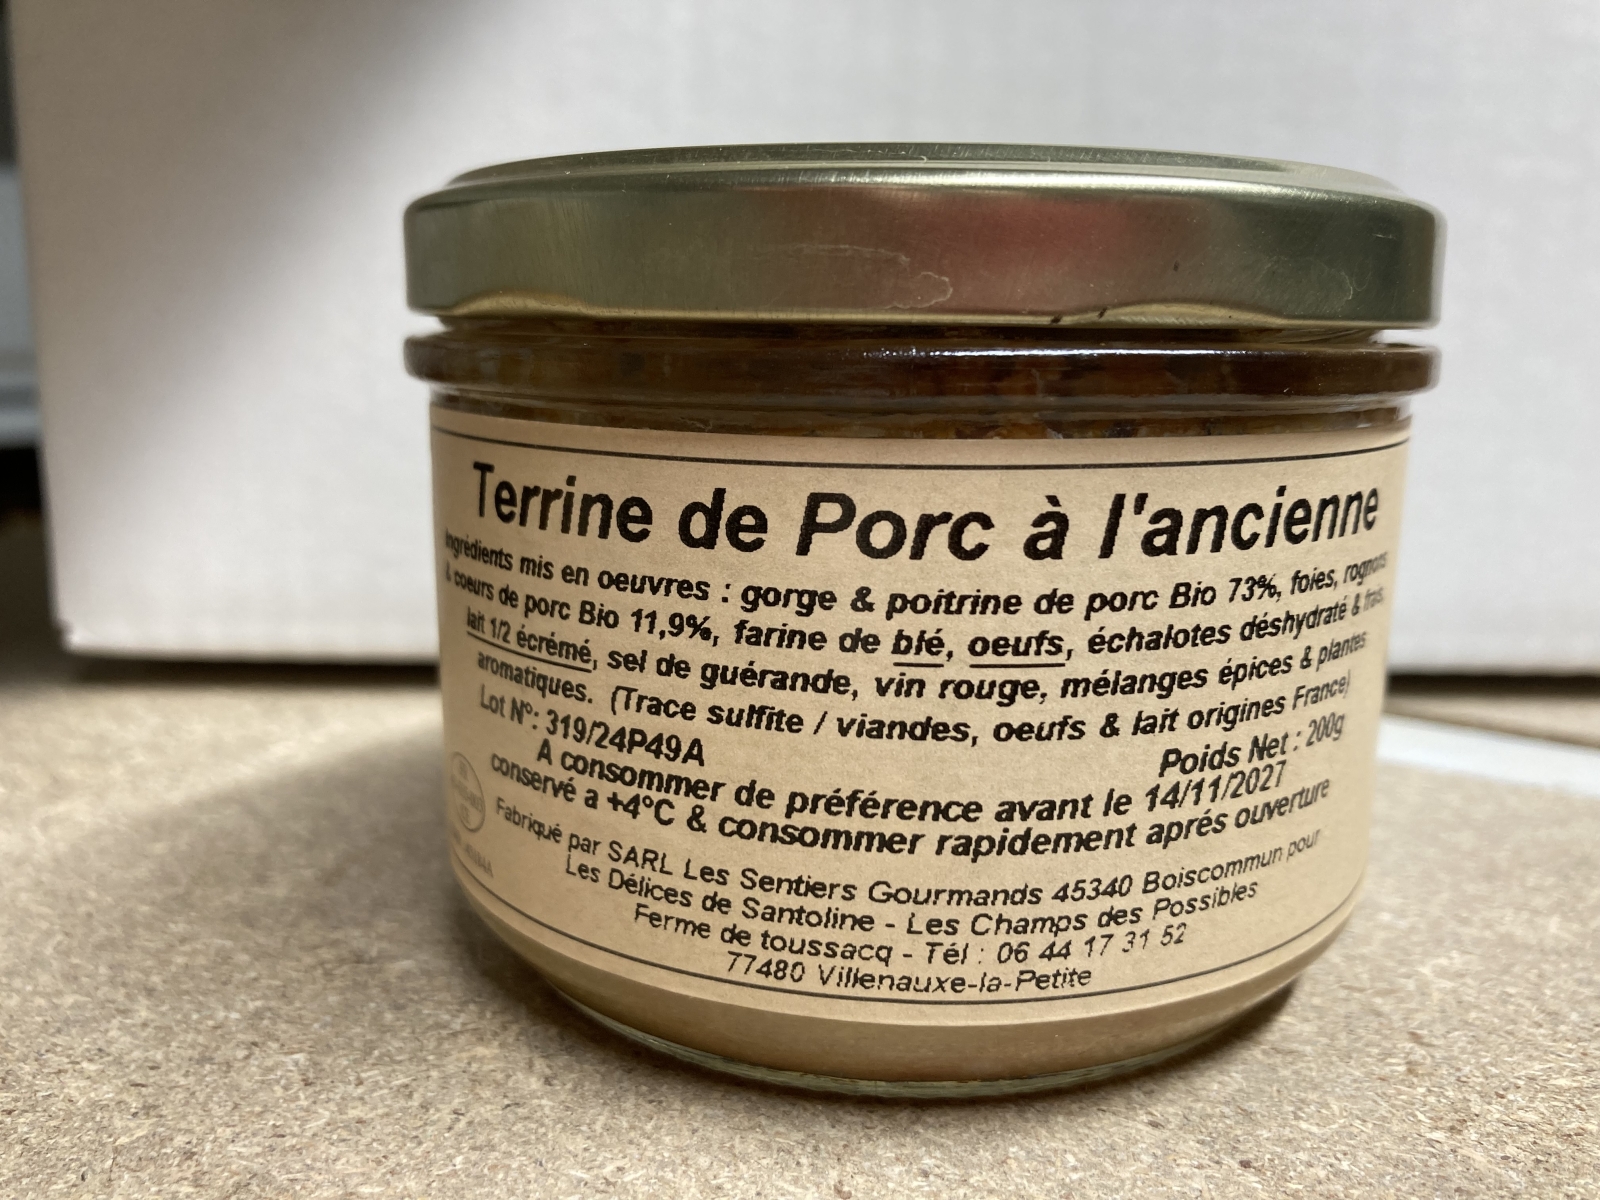 Terrine de Porc à l'ancienne
Ingrédients mis en oeuvres : gorge & poitrine de porc Bio 73%, foies, rognons
& coeurs de porc Bio 11,9%, farine de blé, oeufs, échalotes déshydraté & frais,
lait 1/2 écrémé, sel de guérande, vin rouge, mélanges épices & plantes
aromatiques. (Trace sulfite / viandes, oeufs & lait origines France)
Lot N°: 319/24P49A
Poids Net : 200g
A consommer de préférence avant le 14/11/2027
conservé a +4°C & consommer rapidement aprés ouverture
Fabriqué par SARL Les Sentiers Gourmands 45340 Boiscommun pour
Les Délices de Santoline - Les Champs des Possibles
Ferme de toussacq - Tél : 06 44 17 31 52
77480 Villenauxe-la-Petite